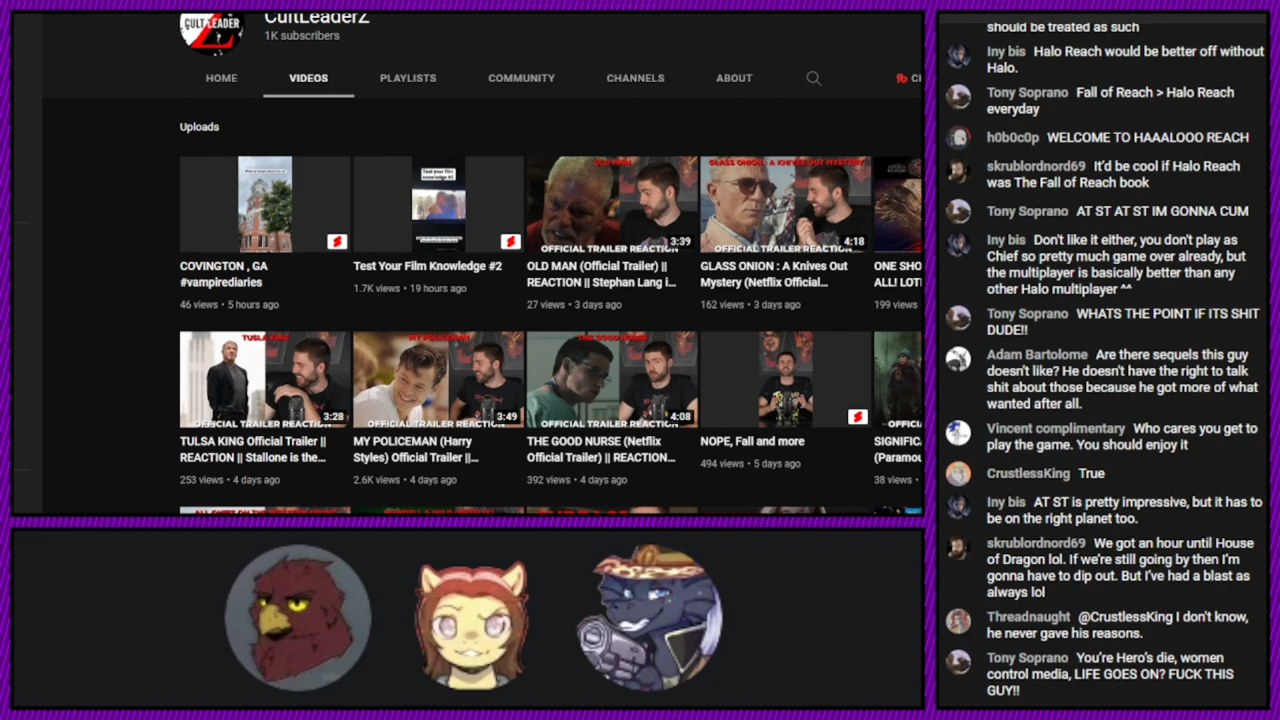 CULT LEADER
CultLeaderZ
1K subscribers
HOME
VIDEOS
PLAYLISTS
COMMUNITY
CHANNELS
ABOUT
Uploads
OLD MAN
GLASS ONION : A KNIVES OUT MYSTERY
Test your film
knowledge #2
3:39
4:18
OFFICIAL TRAILER REACTION
OFFICIAL TRAILER REACTION
COVINGTON , GA
#vampirediaries
46 views • 5 hours ago
Test Your Film Knowledge #2
1.7K views • 19 hours ago
OLD MAN (Official Trailer) ||
REACTION || Stephan Lang i...
27 views • 3 days ago
GLASS ONION : A Knives Out
Mystery (Netflix Official...
162 views • 3 days ago
ONE SHO
ALL! LOT
199 views
TULSA KING
MY POLICEMAN
THE GOOD NURSE
3:28
3:49
4:08
OFFICIAL TRAILER REACTION
OFFICIAL TRAILER REACTION
OFFICIAL TRAILER REACTION
TULSA KING Official Trailer ||
REACTION || Stallone is the...
253 views • 4 days ago
MY POLICEMAN (Harry
Styles) Official Trailer ||...
2.6K views • 4 days ago
THE GOOD NURSE (Netflix
Official Trailer) || REACTION...
392 views • 4 days ago
NOPE, Fall and more
494 views • 5 days ago
SIGNIFIC
(Paramou
38 views
should be treated as such
Iny bis Halo Reach would be better off without
Halo.
Tony Soprano Fall of Reach > Halo Reach
everyday
h0b0c0p WELCOME TO HAAALOOO REACH
skrublordnord69 It'd be cool if Halo Reach
was The Fall of Reach book
Tony Soprano AT ST AT ST IM GONNA CUM
Iny bis Don't like it either, you don't play as
Chief so pretty much game over already, but
the multiplayer is basically better than any
other Halo multiplayer ^^
Tony Soprano WHATS THE POINT IF ITS SHIT
DUDE!!
Adam Bartolome Are there sequels this guy
doesn't like? He doesn't have the right to talk
shit about those because he got more of what
wanted after all.
Vincent complimentary Who cares you get to
play the game. You should enjoy it
CrustlessKing True
Iny bis AT ST is pretty impressive, but it has to
be on the right planet too.
skrublordnord69 We got an hour until House
of Dragon lol. If we're still going by then I'm
gonna have to dip out. But I've had a blast as
always lol
Threadnaught @CrustlessKing I don't know,
he never gave his reasons.
Tony Soprano You're Hero's die, women
control media, LIFE GOES ON? FUCK THIS
GUY!!